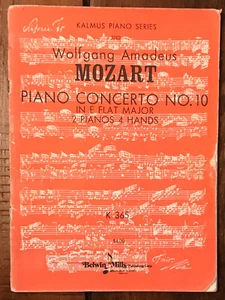 KALMUS PIANO SERIES
Wolfgang Amadeus
MOZART
PIANO CONCERTO NO. 10
IN E FLAT MAJOR
2 PIANOS 4 HANDS
K 365
Belwin Mills